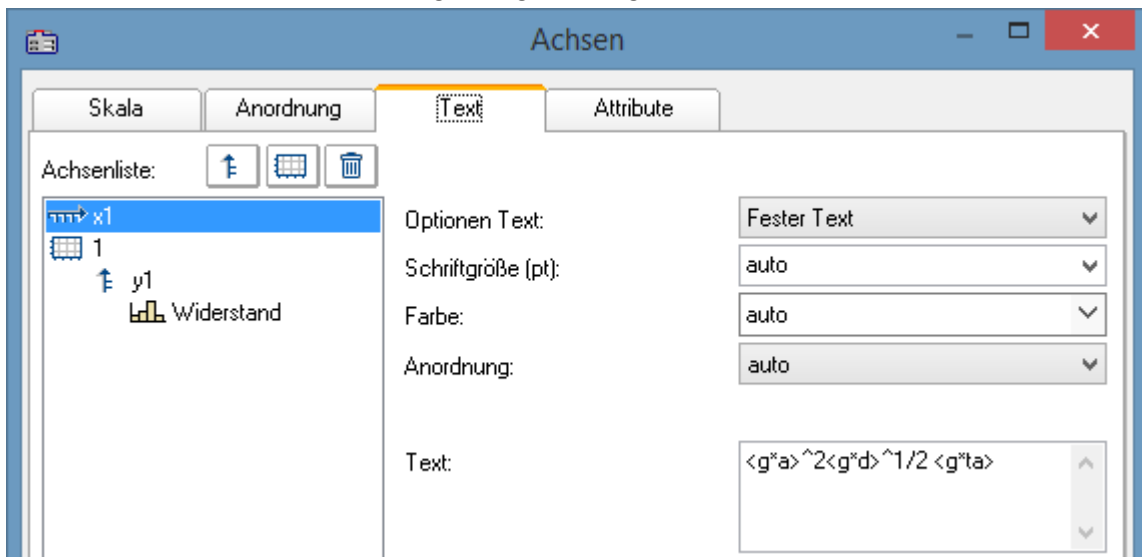 Achsen
Skala
Anordnung
Text
Attribute
Achsenliste:
x1
1
y1
Widerstand
Optionen Text:
Fester Text
Schriftgröße (pt):
auto
Farbe:
auto
Anordnung:
auto
Text:
<g*a>^2<g*d>^1/2 <g*ta>